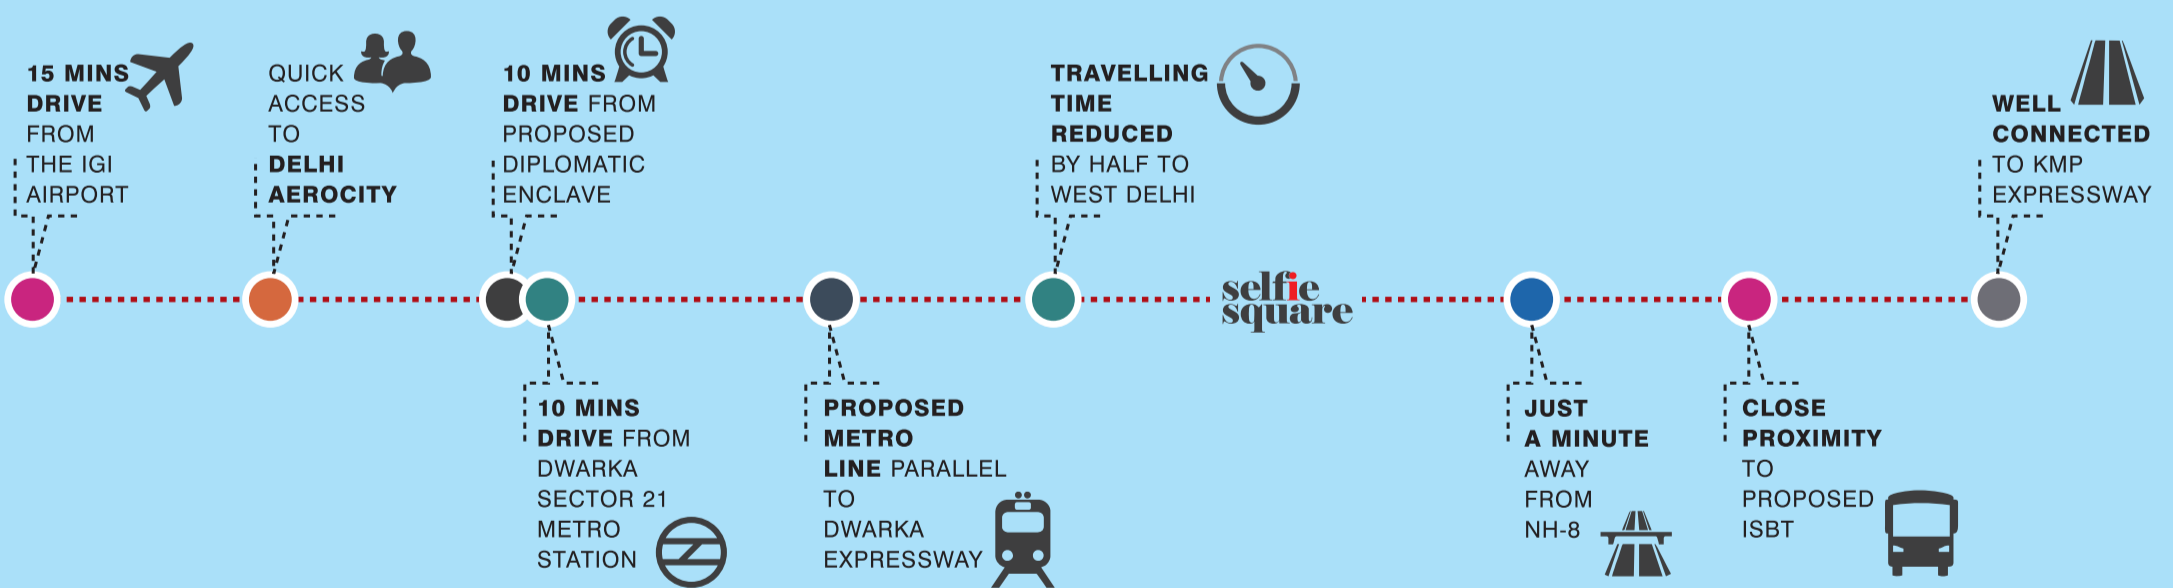 15 MINS
DRIVE
FROM
THE IGI
AIRPORT
QUICK
ACCESS
TO
DELHI
AEROCITY
10 MINS
DRIVE FROM
PROPOSED
DIPLOMATIC
ENCLAVE
10 MINS
DRIVE FROM
DWARKA
SECTOR 21
METRO
STATION
PROPOSED
METRO
LINE PARALLEL
TO
DWARKA
EXPRESSWAY
TRAVELLING
TIME
REDUCED
BY HALF TO
WEST DELHI
selfie
square
JUST
A MINUTE
AWAY
FROM
NH-8
CLOSE
PROXIMITY
TO
PROPOSED
ISBT
WELL
CONNECTED
TO KMP
EXPRESSWAY